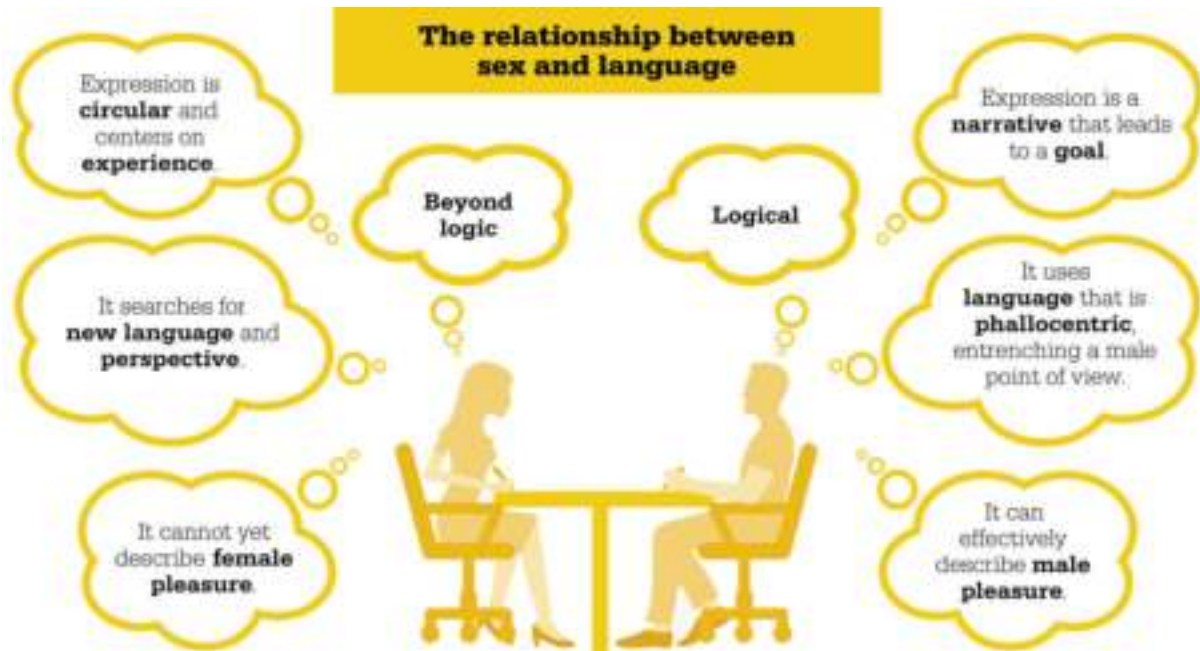 The relationship between
sex and language
Expression is
circular and
centers on
experience.
Beyond
logic
It searches for
new language and
perspective.
It cannot yet
describe female
pleasure.
Logical
Expression is a
narrative that leads
to a goal.
It uses
language that is
phallocentric,
entrenching a male
point of view.
It can
effectively
describe male
pleasure.